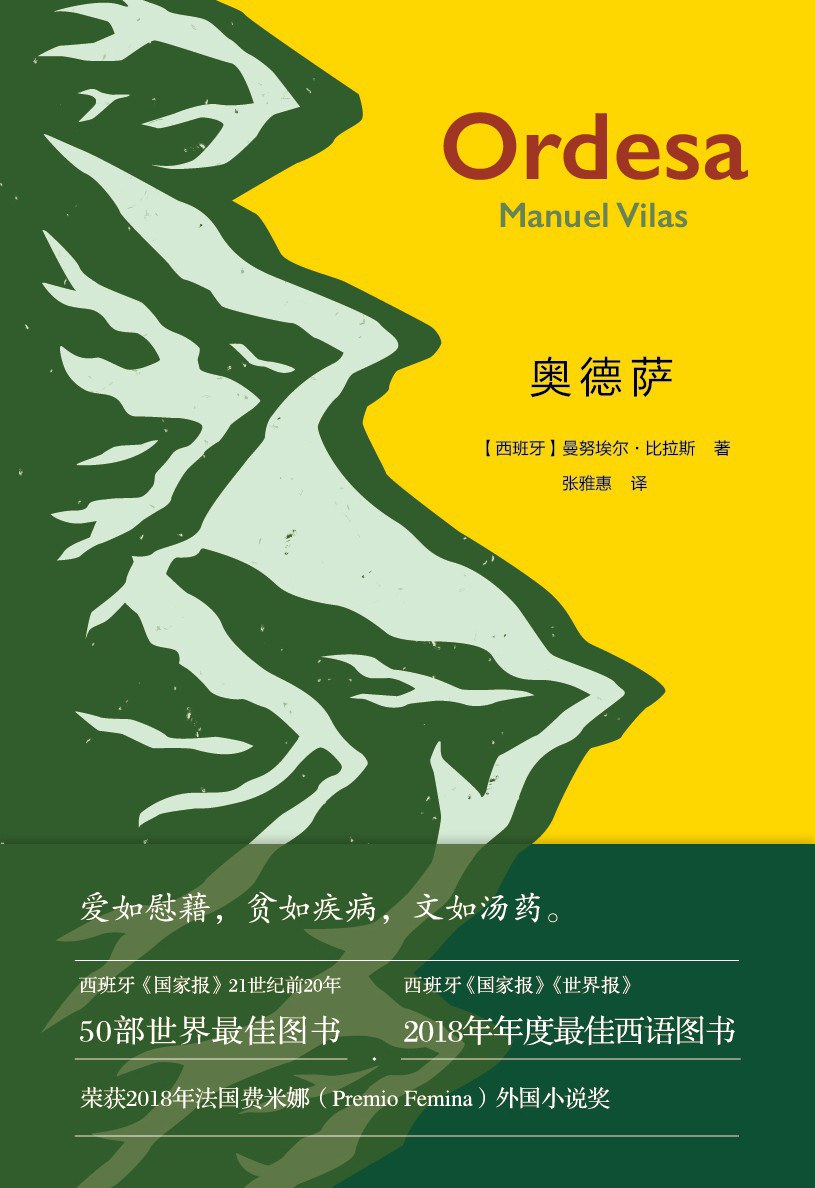 Ordesa
Manuel Vilas
奥德萨
【西班牙】曼努埃尔·比拉斯 著
张雅惠 译
爱如慰藉，贫如疾病，文如汤药。
西班牙《国家报》21世纪前20年
50部世界最佳图书
西班牙《国家报》《世界报》
2018年年度最佳西语图书
荣获2018年法国费米娜（Premio Femina）外国小说奖